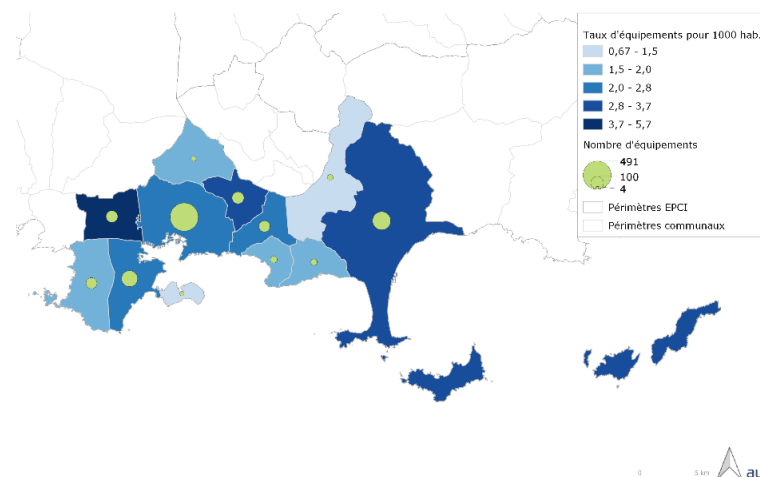 Taux d'équipements pour 1000 hab.
0,67 - 1,5
1,5 - 2,0
2,0 - 2,8
2,8 - 3,7
3,7 - 5,7
Nombre d'équipements
491
100
4
Périmètres EPCI
Périmètres communaux
0 5 km
au